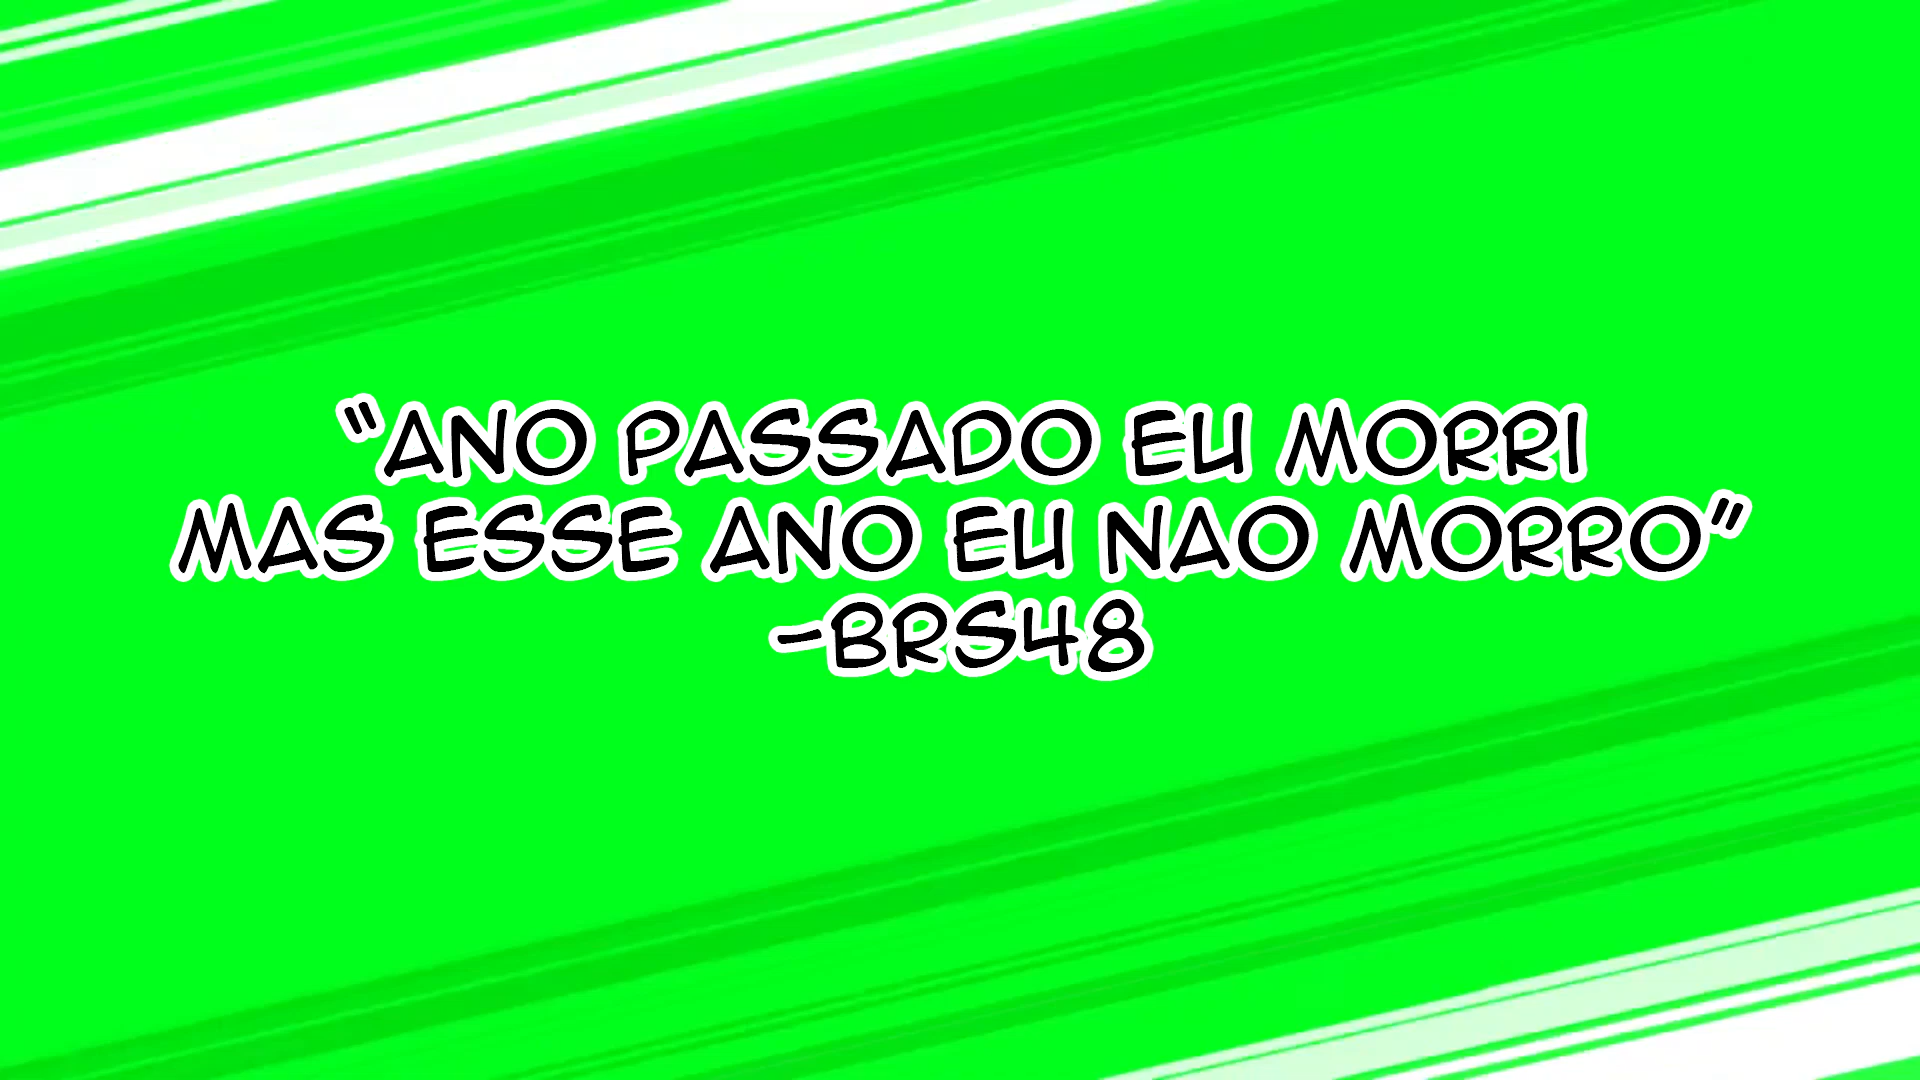 “ANO PASSADO EU MORRI
MAS ESSE ANO EU NAO MORRO”
-BRS48